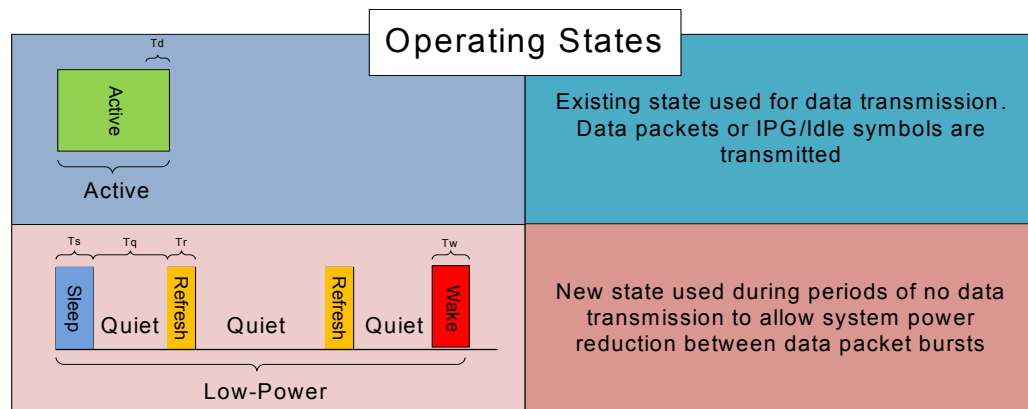 Operating States
Td
Active
Active
Existing state used for data transmission.
Data packets or IPG/Idle symbols are
transmitted
Ts
Tq
Tr
Tw
Sleep
Quiet
Refresh
Quiet
Refresh
Quiet
Wake
Low-Power
New state used during periods of no data
transmission to allow system power
reduction between data packet bursts